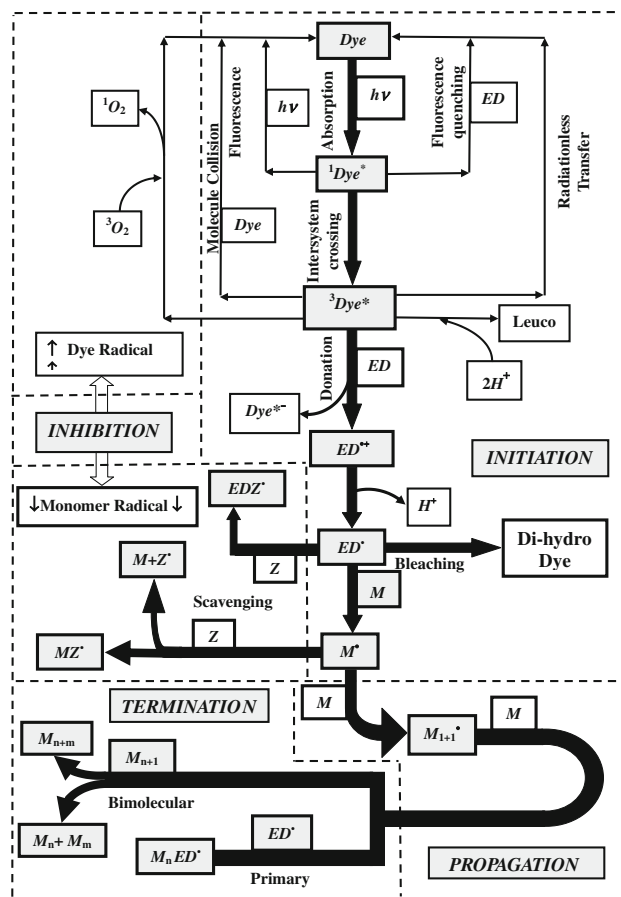 Dye
Absorption
hν
Fluorescence
hν
Fluorescence
quenching
ED
Radiationless
Transfer
Molecule Collision
Dye
¹O₂
³O₂
¹Dye*
Intersystem
crossing
³Dye*
Leuco
2H⁺
↑ Dye Radical
↑
Donation
ED
Dye*⁻
INHIBITION
INITIATION
ED•⁺
↓Monomer Radical↓
EDZ•
H⁺
ED•
Z
Bleaching
Di-hydro
Dye
M+Z•
M
Scavenging
Z
MZ•
M•
TERMINATION
M
M₁₊₁•
M
Mₙ₊ₘ
Mₙ₊₁
Bimolecular
Mₙ+ Mₘ
ED•
MₙED•
Primary
PROPAGATION